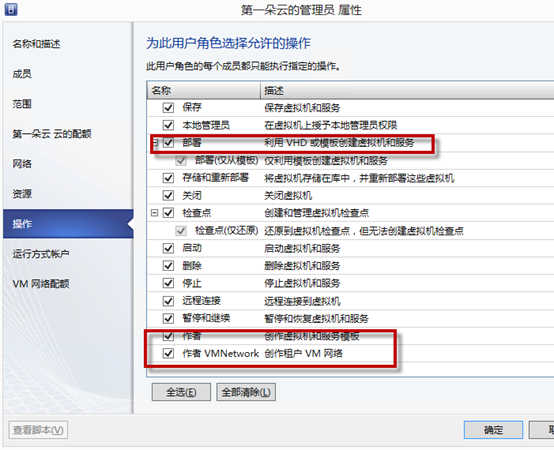 第一朵云的管理员 属性
名称和描述
成员
范围
第一朵云 云的配额
网络
资源
操作
运行方式帐户
VM 网络配额
为此用户角色选择允许的操作
此用户角色的每个成员都只能执行指定的操作。
名称 描述
保存 保存虚拟机和服务
本地管理员 在虚拟机上授予本地管理员权限
部署 利用 VHD 或模板创建虚拟机和服务
部署(仅从模板) 仅利用模板创建虚拟机和服务
存储和重新部署 将虚拟机存储在库中，并重新部署这些虚拟机
关闭 关闭虚拟机
检查点 创建和管理虚拟机检查点
检查点(仅还原) 还原到虚拟机检查点，但无法创建虚拟机检查点
启动 启动虚拟机和服务
删除 删除虚拟机和服务
停止 停止虚拟机和服务
远程连接 远程连接到虚拟机
暂停和继续 暂停和恢复虚拟机和服务
作者 创作虚拟机和服务模板
作者 VMNetwork 创作租户 VM 网络
全选(E) 全部清除(L)
查看脚本(V) 确定 取